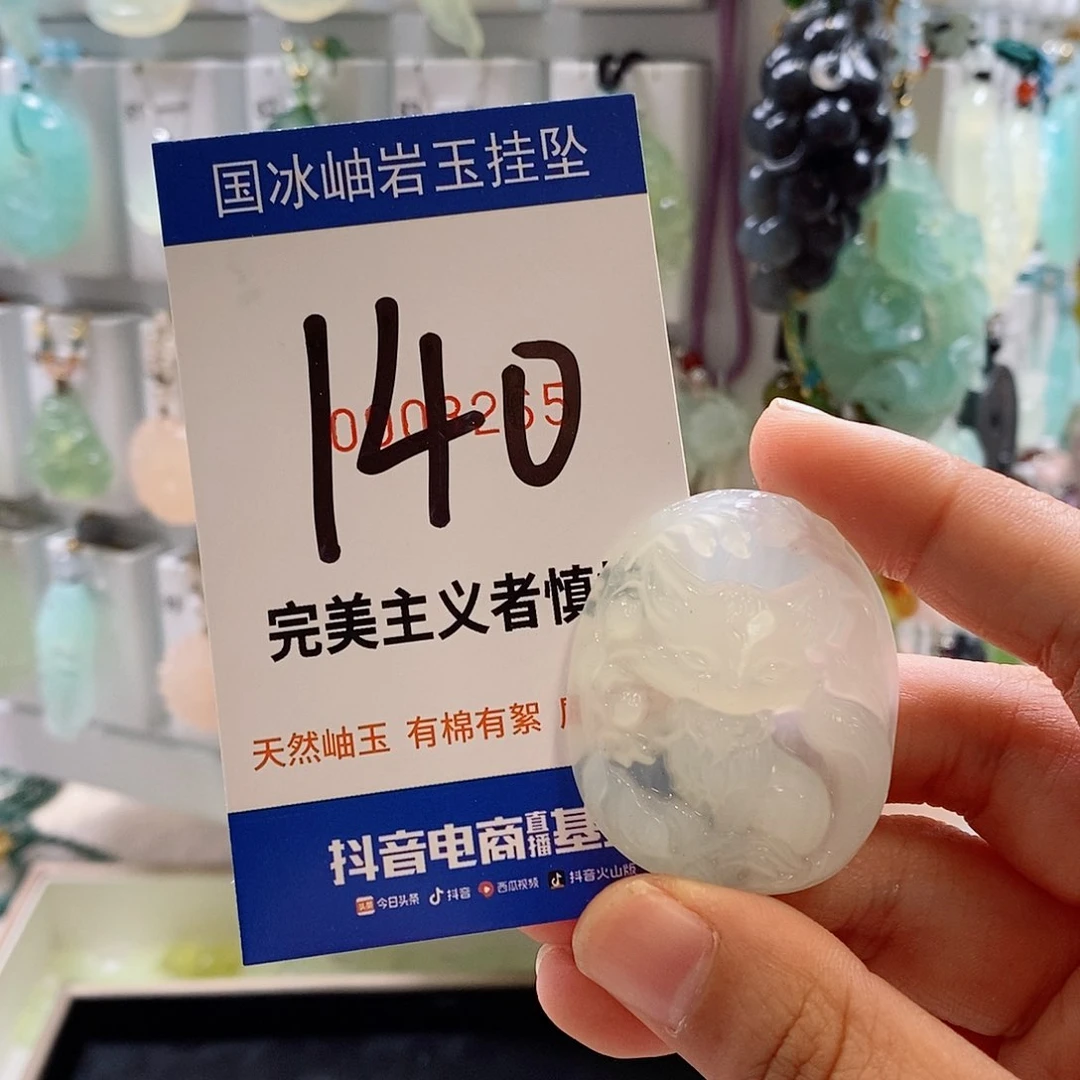 国冰岫岩玉挂坠
140
完美主义者慎
天然岫玉 有棉有絮
抖音电商直播基
头条 今日头条 抖音 西瓜视频 抖音火山版